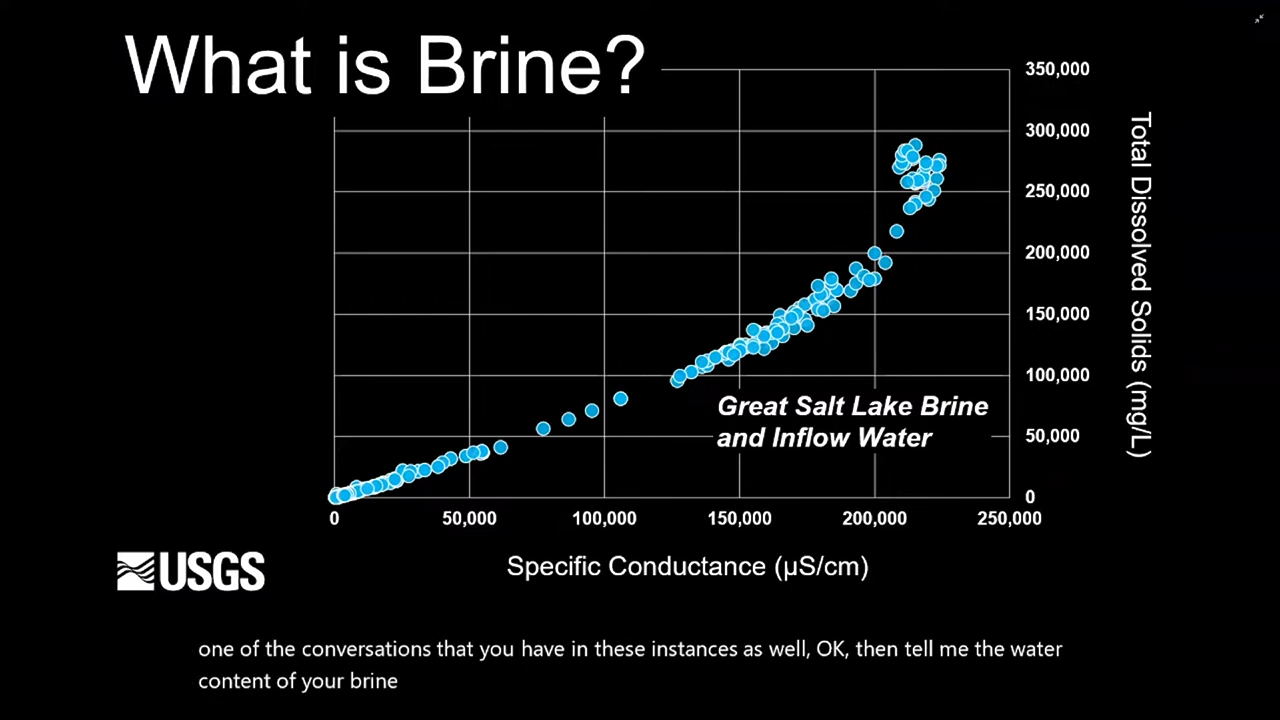 What is Brine?
350,000
300,000
250,000
200,000
150,000
100,000
50,000
0
Total Dissolved Solids (mg/L)
Great Salt Lake Brine
and Inflow Water
0 50,000 100,000 150,000 200,000 250,000
Specific Conductance (µS/cm)
USGS
one of the conversations that you have in these instances as well, OK, then tell me the water
content of your brine